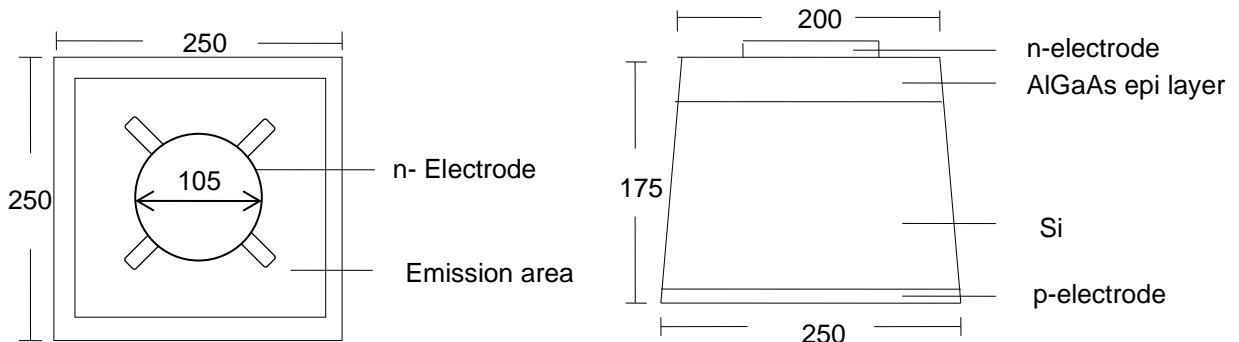 250
250
105
n- Electrode
Emission area
200
n-electrode
AlGaAs epi layer
175
Si
p-electrode
250